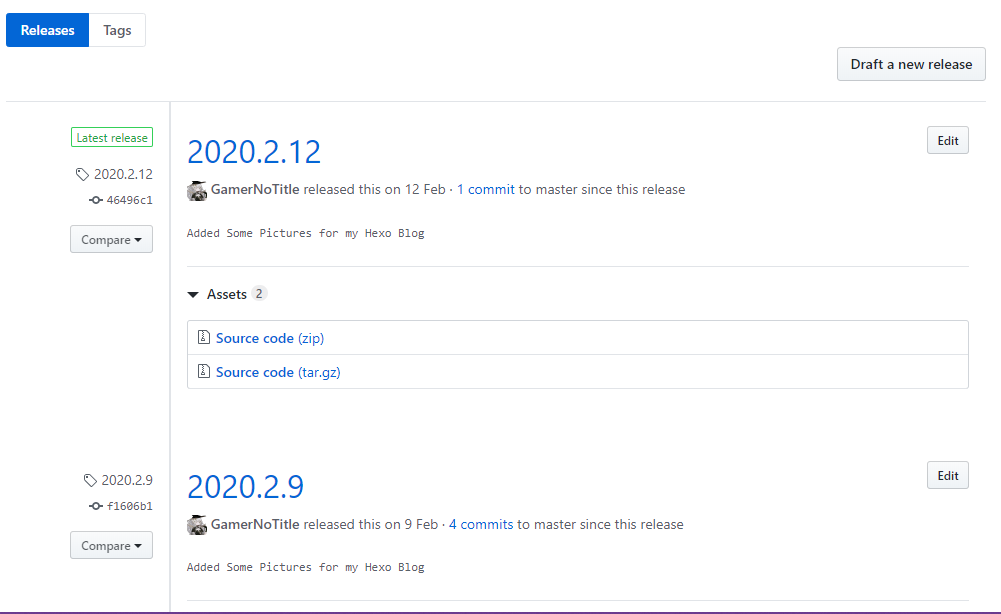 Releases Tags
Draft a new release
Latest release
2020.2.12
46496c1
Compare
2020.2.12
Edit
GamerNoTitle released this on 12 Feb · 1 commit to master since this release
Added Some Pictures for my Hexo Blog
Assets 2
Source code (zip)
Source code (tar.gz)
2020.2.9
f1606b1
Compare
2020.2.9
Edit
GamerNoTitle released this on 9 Feb · 4 commits to master since this release
Added Some Pictures for my Hexo Blog